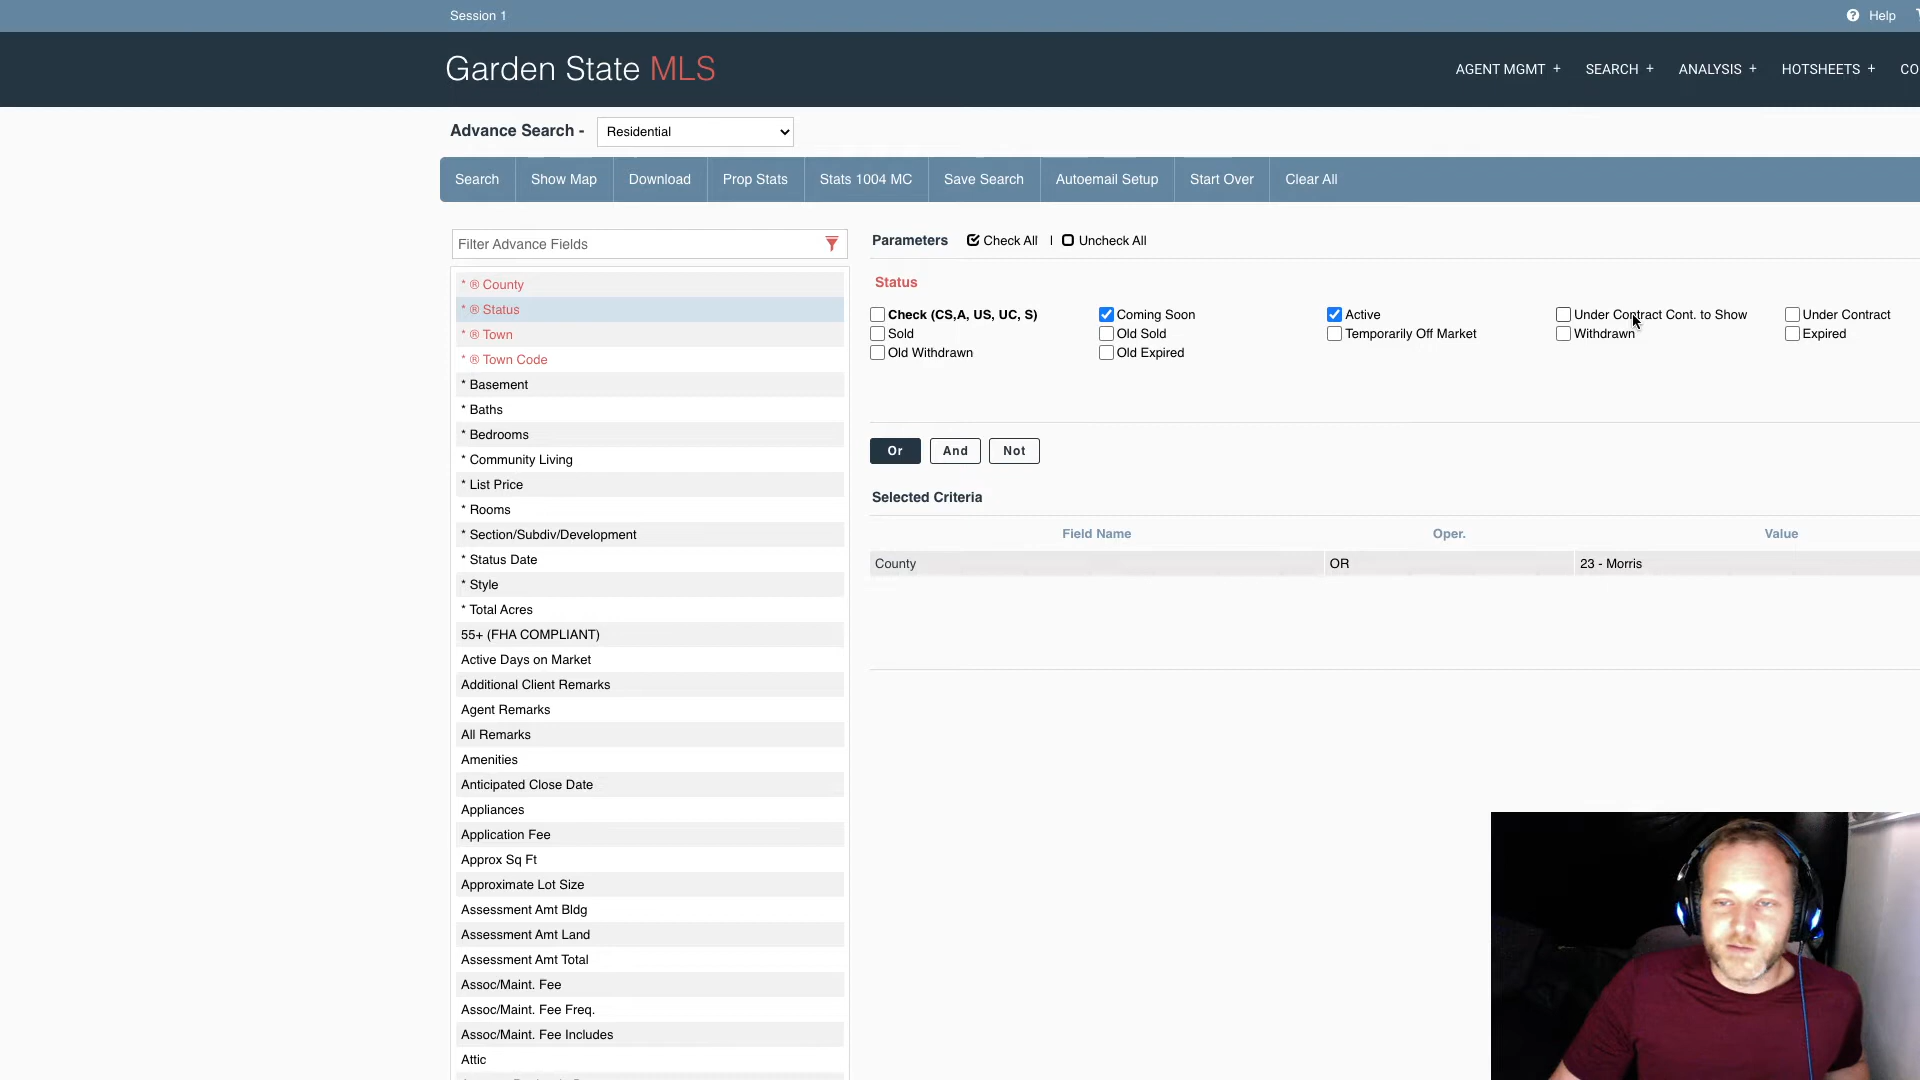 Session 1
Help
Garden State MLS
AGENT MGMT +
SEARCH +
ANALYSIS +
HOTSHEETS +
CO
Advance Search -
Residential
Search
Show Map
Download
Prop Stats
Stats 1004 MC
Save Search
Autoemail Setup
Start Over
Clear All
Filter Advance Fields
* ® County
* ® Status
* ® Town
* ® Town Code
* Basement
* Baths
* Bedrooms
* Community Living
* List Price
* Rooms
* Section/Subdiv/Development
* Status Date
* Style
* Total Acres
55+ (FHA COMPLIANT)
Active Days on Market
Additional Client Remarks
Agent Remarks
All Remarks
Amenities
Anticipated Close Date
Appliances
Application Fee
Approx Sq Ft
Approximate Lot Size
Assessment Amt Bldg
Assessment Amt Land
Assessment Amt Total
Assoc/Maint. Fee
Assoc/Maint. Fee Freq.
Assoc/Maint. Fee Includes
Attic
Parameters Check All | Uncheck All
Status
Check (CS,A, US, UC, S)
Coming Soon
Active
Under Contract Cont. to Show
Under Contract
Sold
Old Sold
Temporarily Off Market
Withdrawn
Expired
Old Withdrawn
Old Expired
Or
And
Not
Selected Criteria
Field Name
Oper.
Value
County
OR
23 - Morris